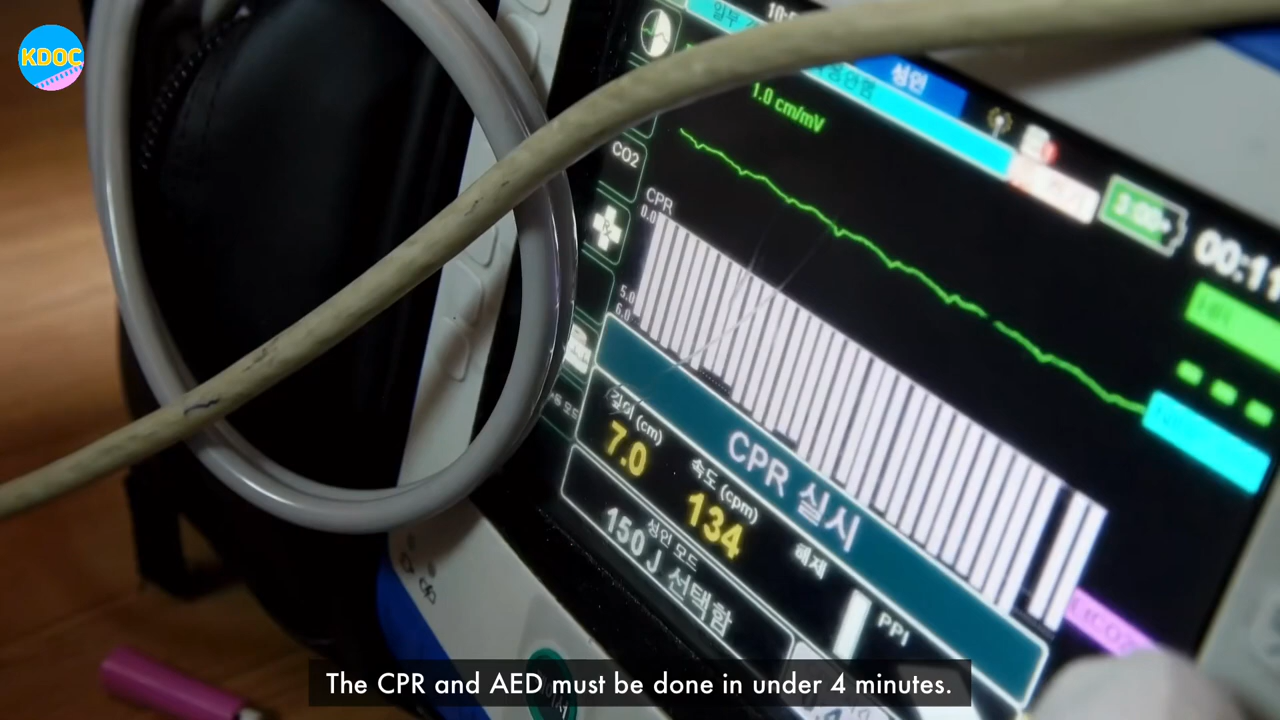 KDOC
성인
1.0 cm/mV
CO2
CPR
0.0
5.0
6.0
00:11
CPR 실시
깊이 (cm)
7.0
속도 (cpm)
134
해제
성인 모드
150 J 선택함
PPI
The CPR and AED must be done in under 4 minutes.